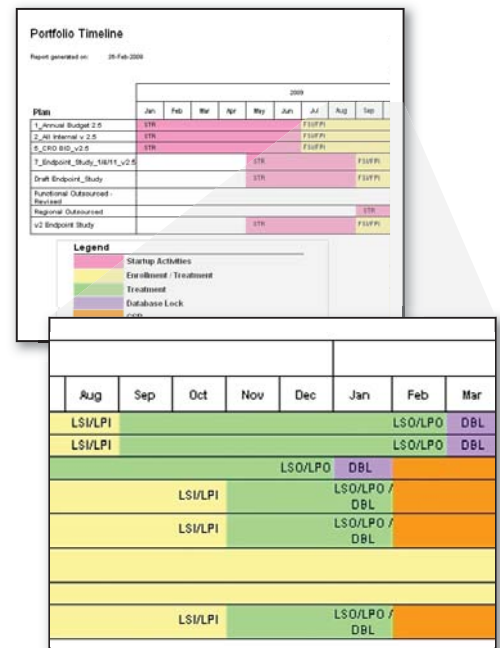 Portfolio Timeline
Report generated on: 25-Feb-2009
2009
Plan Jan Feb Mar Apr May Jun Jul Aug Sep
1_Annual Budget 2.5 STR FSI/FPI
2_All Internal v 2.5 STR FSI/FPI
5_CRO BID_v2.5 STR FSI/FPI
7_Endpoint_Study_1/6/11_v2.5 STR FSI/FPI
Draft Endpoint_Study STR FSI/FPI
Functional Outsourced -
Revised
Regional Outsourced STR
v2 Endpoint Study STR FSI/FPI
Legend
Startup Activities
Enrollment / Treatment
Treatment
Database Lock
Aug Sep Oct Nov Dec Jan Feb Mar
LSI/LPI LSO/LPO DBL
LSI/LPI LSO/LPO DBL
LSO/LPO DBL
LSI/LPI LSO/LPO /
DBL
LSI/LPI LSO/LPO /
DBL
LSI/LPI LSO/LPO /
DBL